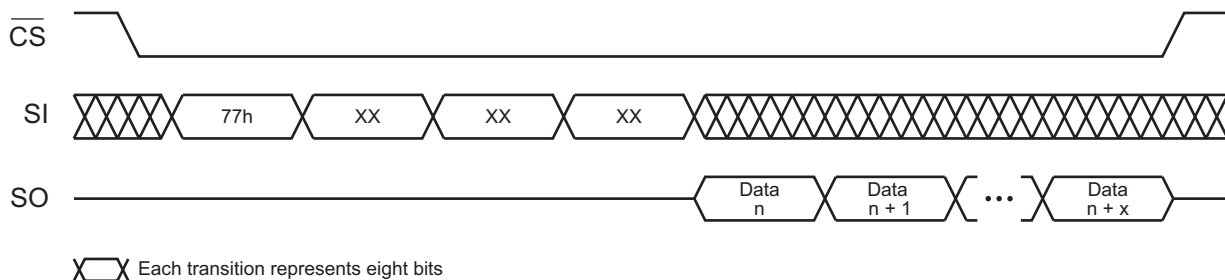 CS
SI 77h XX XX XX
SO Data n Data n + 1 ... Data n + x
Each transition represents eight bits